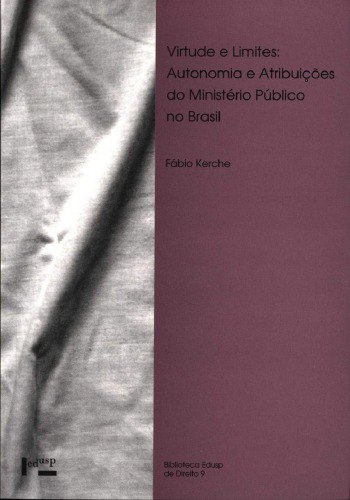 Virtude e Limites:
Autonomia e Atribuições
do Ministério Público
no Brasil
Fábio Kerche
edusp
Biblioteca Edusp
de Direito 9